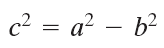 c² = a² − b²